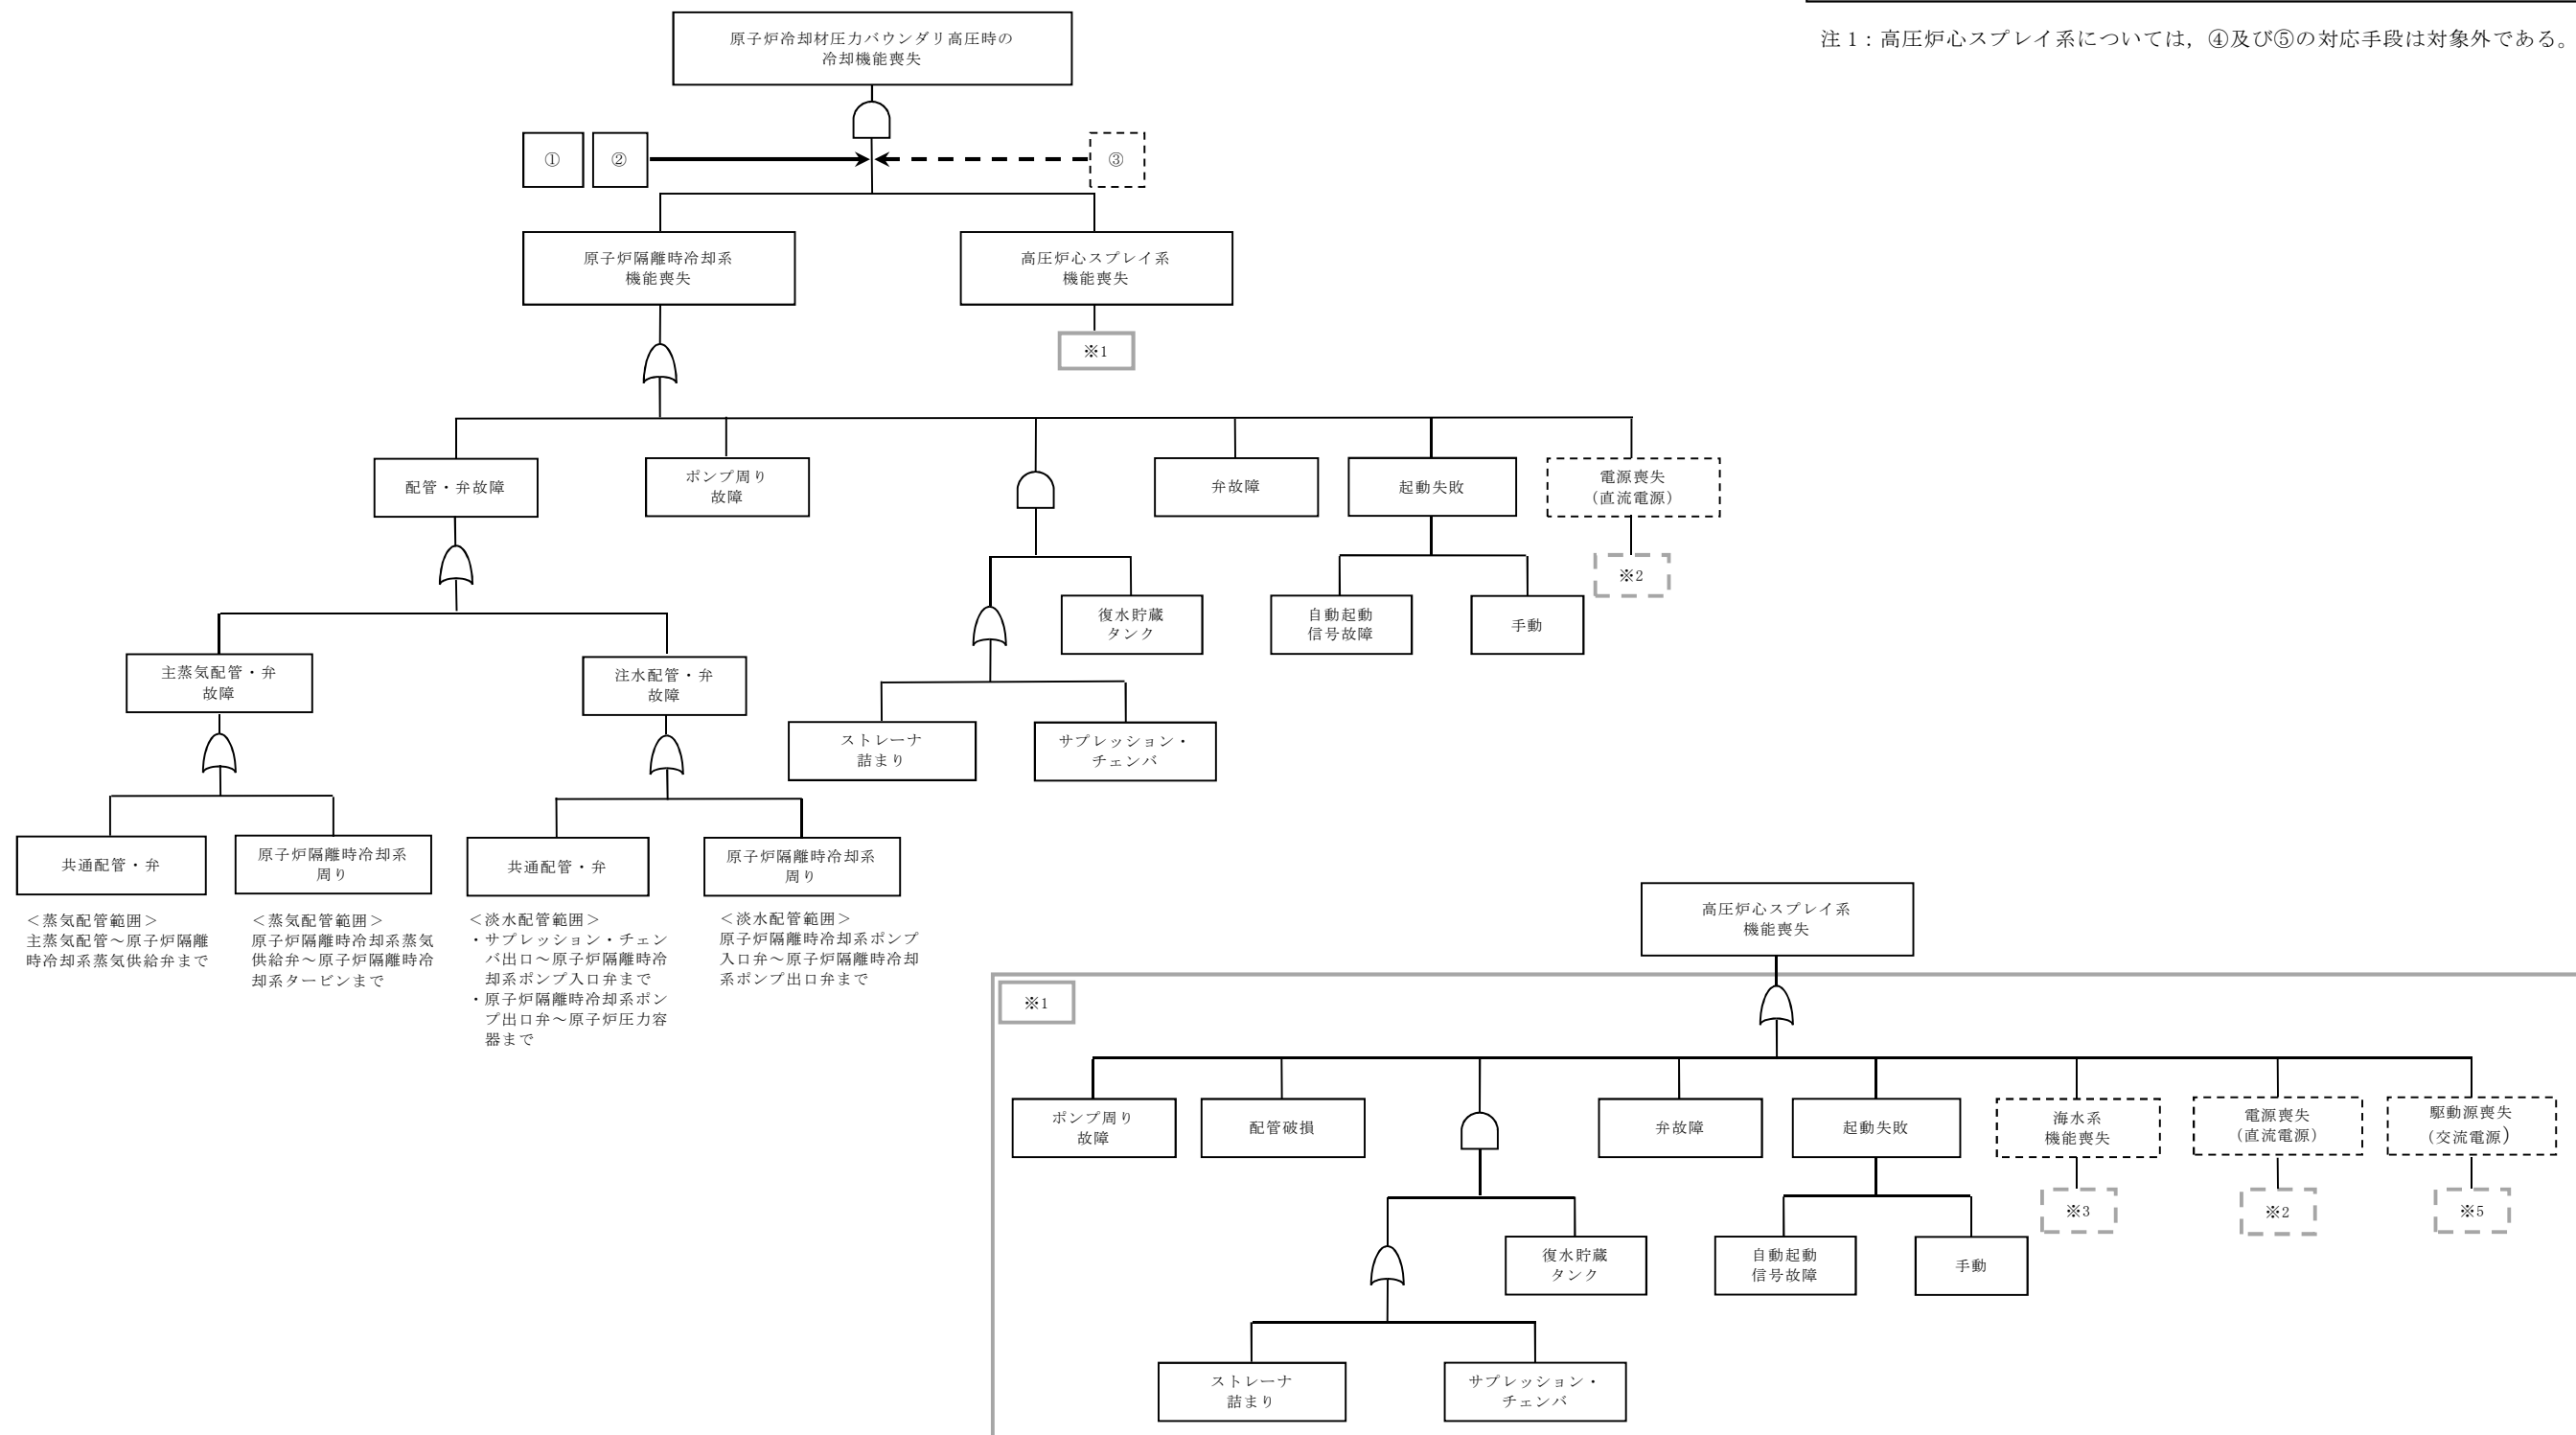 注1：高圧炉心スプレイ系については，④及び⑤の対応手段は対象外である。
原子炉冷却材圧力バウンダリ高圧時の
冷却機能喪失
①
②
③
原子炉隔離時冷却系
機能喪失
高圧炉心スプレイ系
機能喪失
※1
配管・弁故障
ポンプ周り
故障
弁故障
起動失敗
電源喪失
（直流電源）
※2
復水貯蔵
タンク
自動起動
信号故障
手動
主蒸気配管・弁
故障
注水配管・弁
故障
ストレーナ
詰まり
サプレッション・
チェンバ
共通配管・弁
原子炉隔離時冷却系
周り
共通配管・弁
原子炉隔離時冷却系
周り
＜蒸気配管範囲＞
主蒸気配管～原子炉隔離
時冷却系蒸気供給弁まで
＜蒸気配管範囲＞
原子炉隔離時冷却系蒸気
供給弁～原子炉隔離時冷
却系タービンまで
＜淡水配管範囲＞
・サプレッション・チェン
バ出口～原子炉隔離時冷
却系ポンプ入口弁まで
・原子炉隔離時冷却系ポン
プ出口弁～原子炉圧力容
器まで
＜淡水配管範囲＞
原子炉隔離時冷却系ポンプ
入口弁～原子炉隔離時冷却
系ポンプ出口弁まで
高圧炉心スプレイ系
機能喪失
※1
ポンプ周り
故障
配管破損
弁故障
起動失敗
海水系
機能喪失
電源喪失
（直流電源）
駆動源喪失
（交流電源）
※3
※2
※5
復水貯蔵
タンク
自動起動
信号故障
手動
ストレーナ
詰まり
サプレッション・
チェンバ